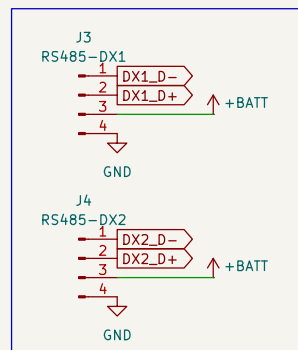 J3
RS485-DX1
1 DX1_D-
2 DX1_D+
3 +BATT
4
GND
J4
RS485-DX2
1 DX2_D-
2 DX2_D+
3 +BATT
4
GND